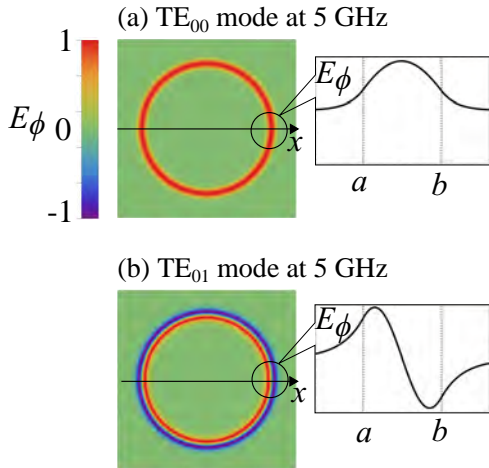 (a) TE₀₀ mode at 5 GHz
1
Eϕ 0
-1
Eϕ
x
a b
(b) TE₀₁ mode at 5 GHz
Eϕ
x
a b